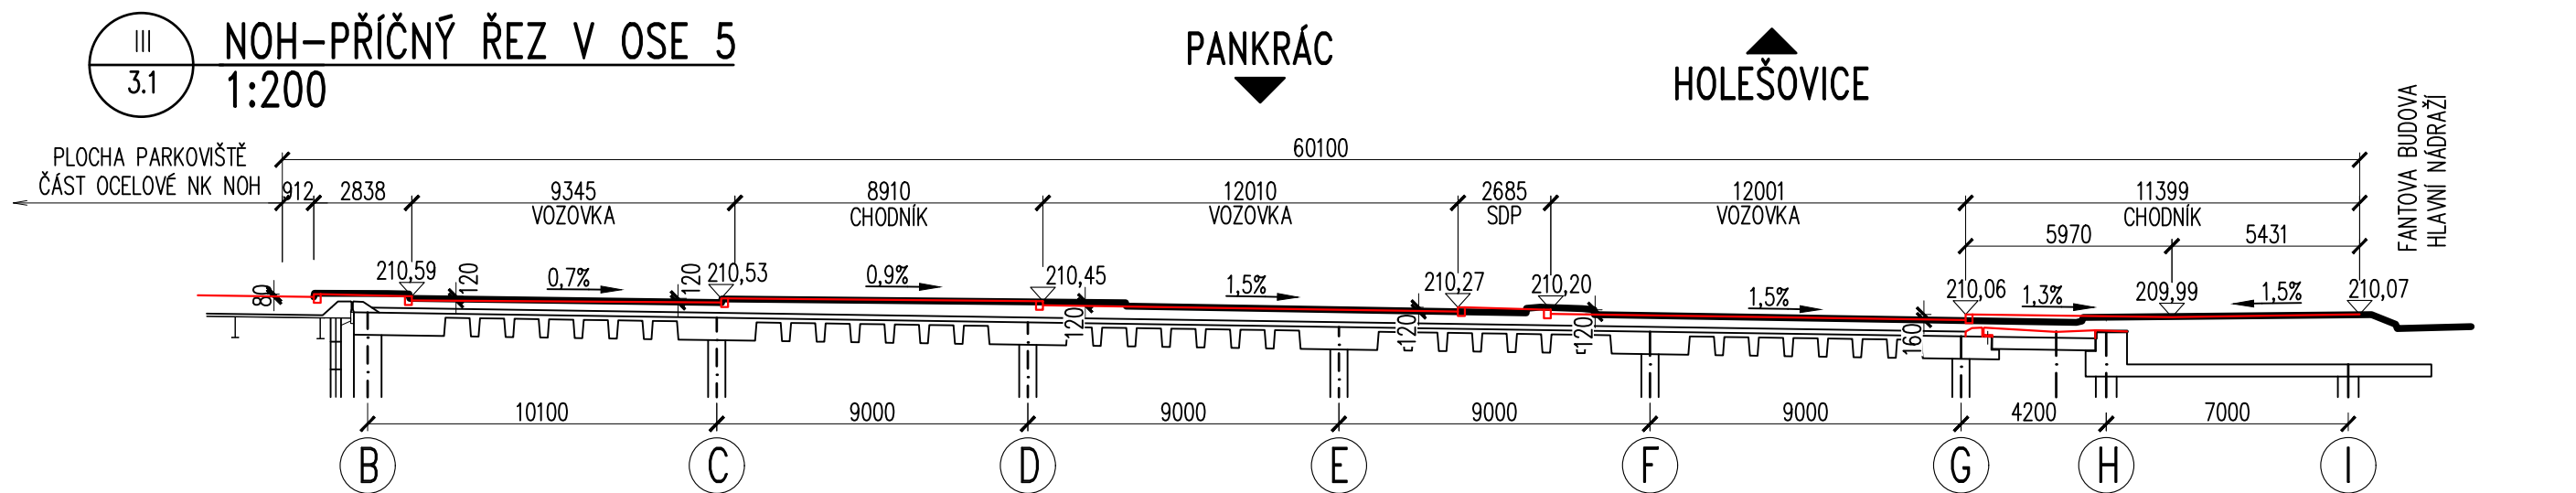 III
3.1
NOH-PŘÍČNÝ ŘEZ V OSE 5
1:200
PANKRÁC
HOLEŠOVICE
FANTOVA BUDOVA
HLAVNÍ NÁDRAŽÍ
PLOCHA PARKOVIŠTĚ
ČÁST OCELOVÉ NK NOH
60100
912 2838 9345 8910 12010 2685 12001 11399
VOZOVKA CHODNÍK VOZOVKA SDP VOZOVKA CHODNÍK
5970 5431
210,59 210,53 210,45 210,27 210,20 210,06 209,99 210,07
0,7% 0,9% 1,5% 1,5% 1,3% 1,5%
80 120 120 120 120 120 160
10100 9000 9000 9000 9000 4200 7000
B C D E F G H I